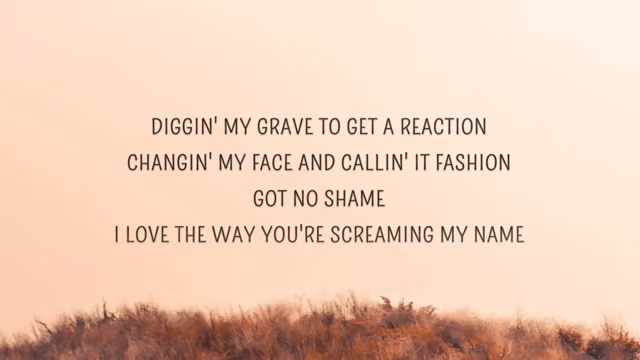 DIGGIN' MY GRAVE TO GET A REACTION
CHANGIN' MY FACE AND CALLIN' IT FASHION
GOT NO SHAME
I LOVE THE WAY YOU'RE SCREAMING MY NAME